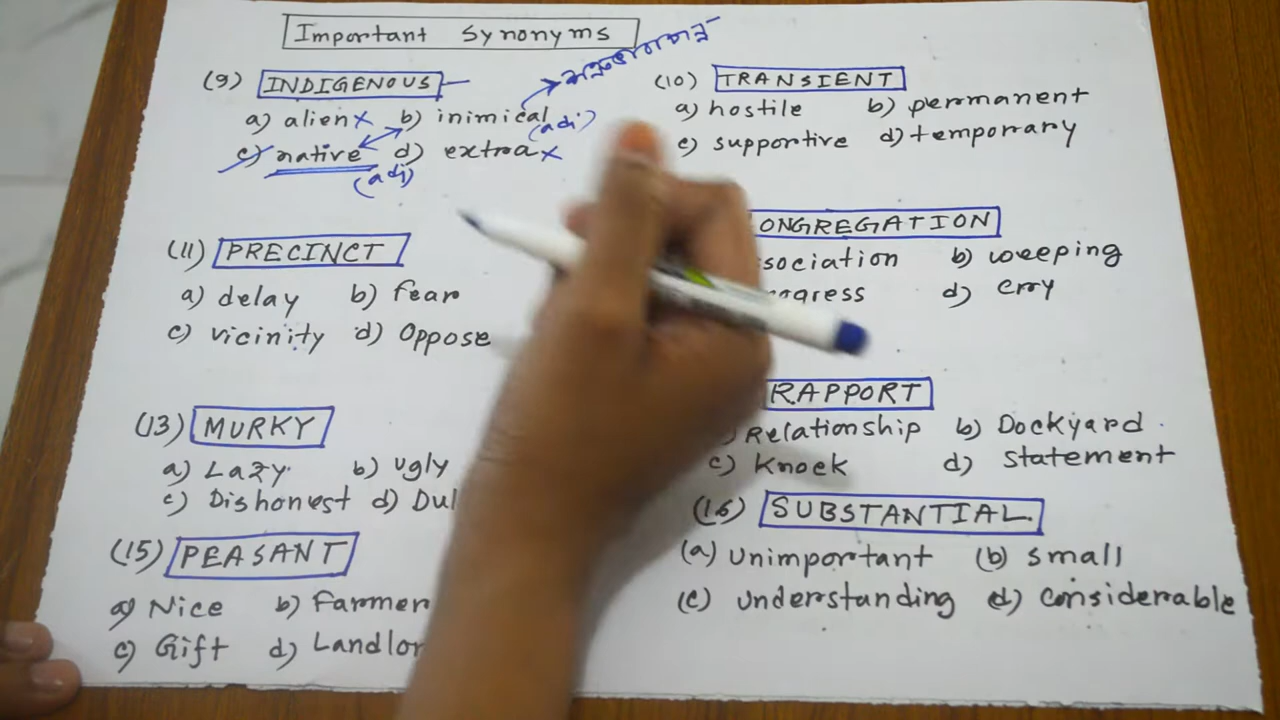 Important Synonyms
(9) INDIGENOUS
a) alien x b) inimical
(adj)
c) native d) extra x
(adj)
(10) TRANSIENT
a) hostile b) permanent
c) supportive d) temporary
(11) PRECINCT
a) delay b) fear
c) vicinity d) Oppose
ONGREGATION
sociation b) weeping
ogress d) Cry
(13) MURKY
a) Lazy b) Ugly
c) Dishonest d) Dul
RAPPORT
Relationship b) Dockyard
c) Knock d) Statement
(15) PEASANT
a) Nice b) Farmer
c) Gift d) Landlor
(16) SUBSTANTIAL
(a) Unimportant (b) Small
(c) Understanding d) Considerable